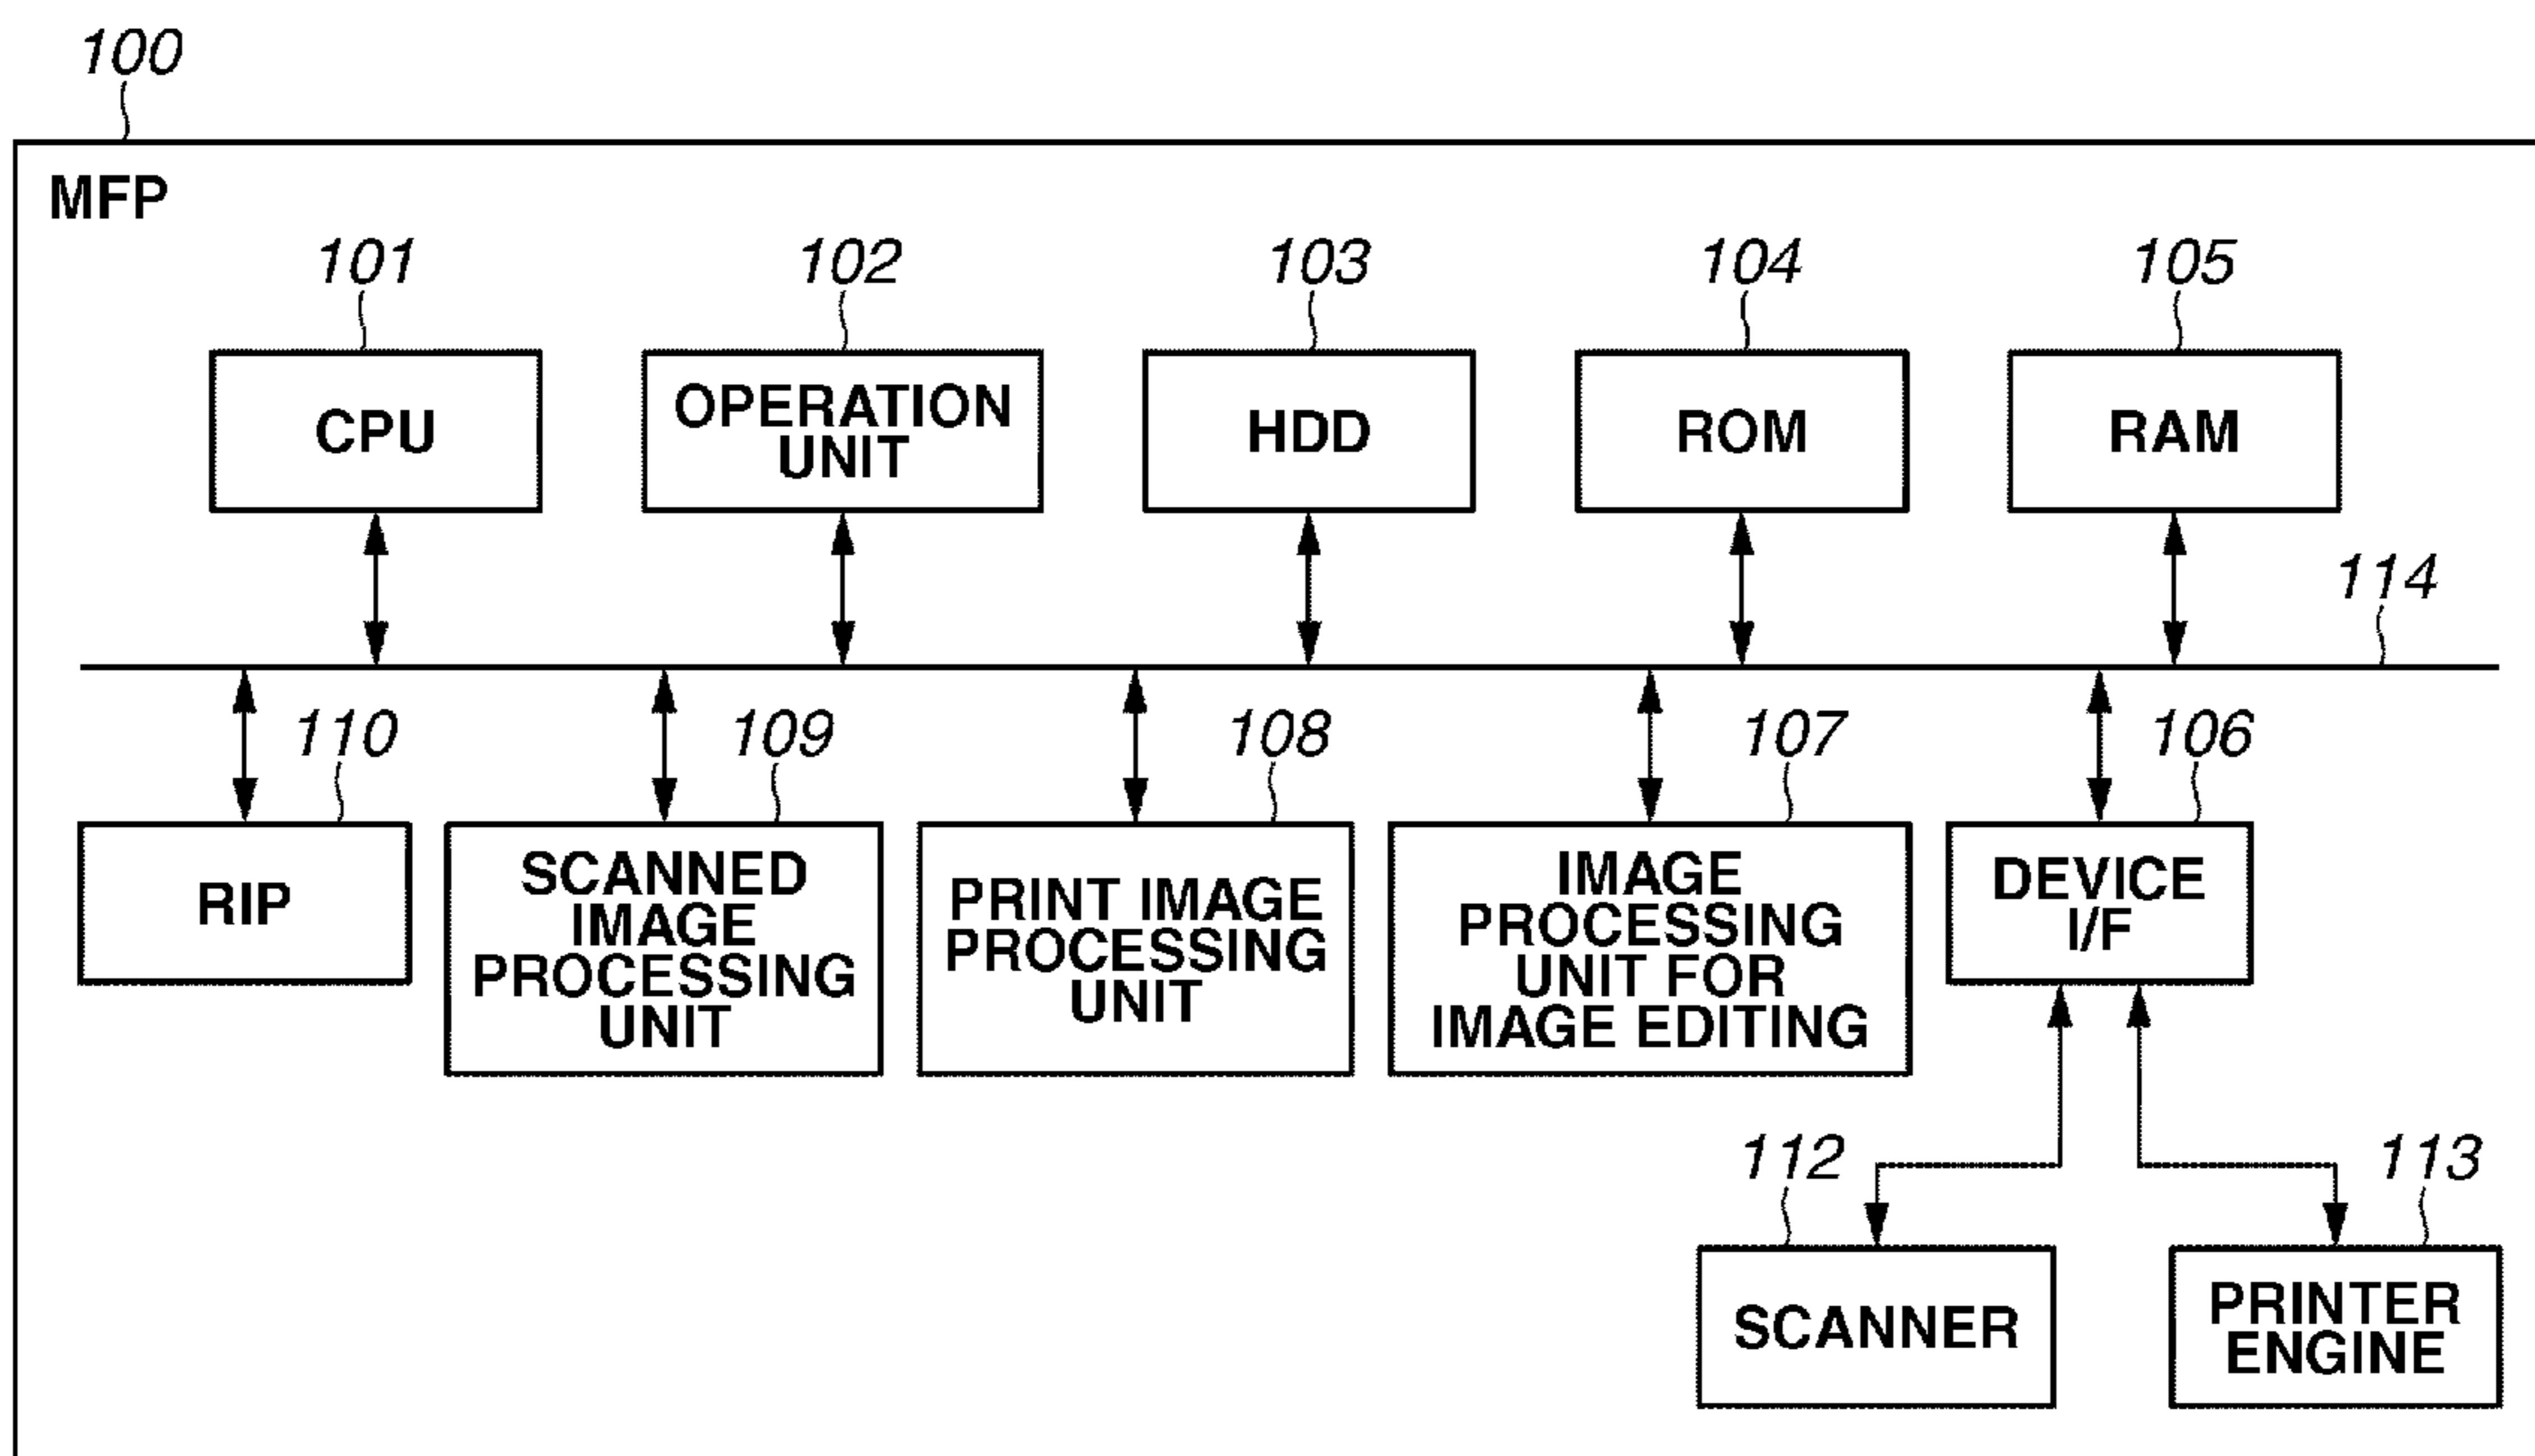 100
MFP
101
102
103
104
105
CPU
OPERATION
UNIT
HDD
ROM
RAM
114
110
109
108
107
106
RIP
SCANNED
IMAGE
PROCESSING
UNIT
PRINT IMAGE
PROCESSING
UNIT
IMAGE
PROCESSING
UNIT FOR
IMAGE EDITING
DEVICE
I/F
112
113
SCANNER
PRINTER
ENGINE